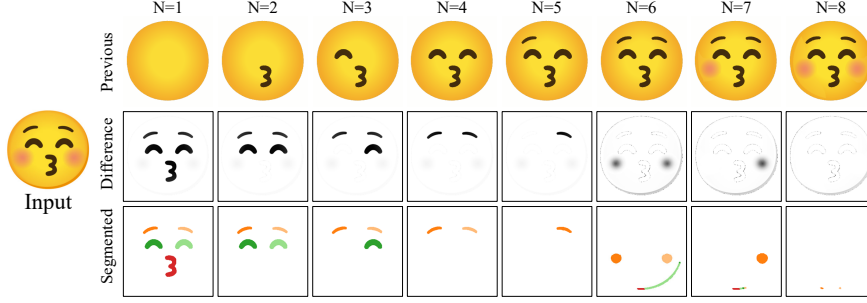 N=1 N=2 N=3 N=4 N=5 N=6 N=7 N=8
Previous
Difference
Input
Segmented